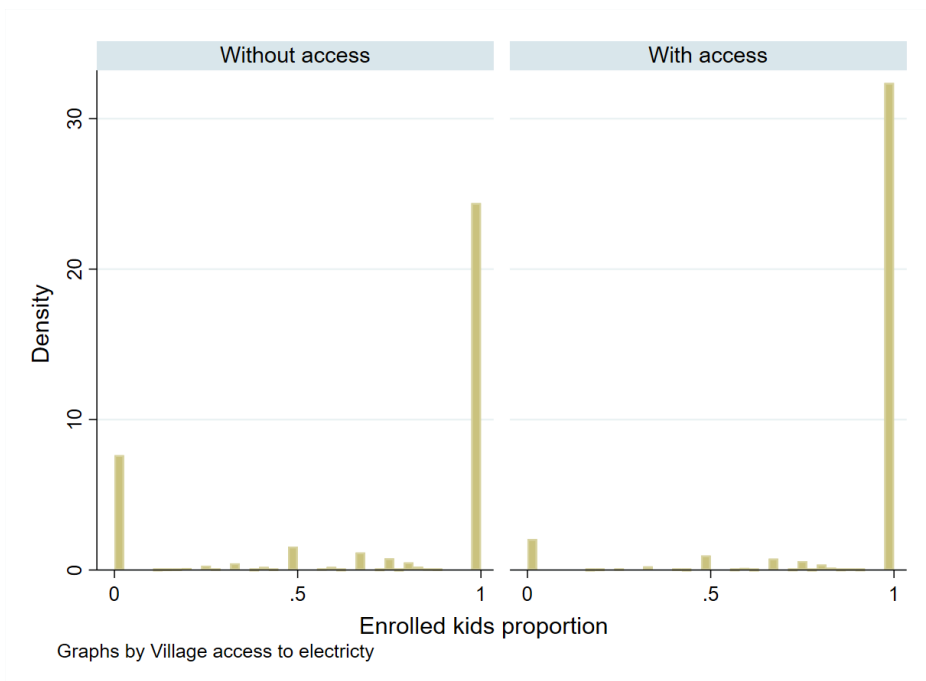 Without access
With access
Density
0
10
20
30
0
.5
1
0
.5
1
Enrolled kids proportion
Graphs by Village access to electricty